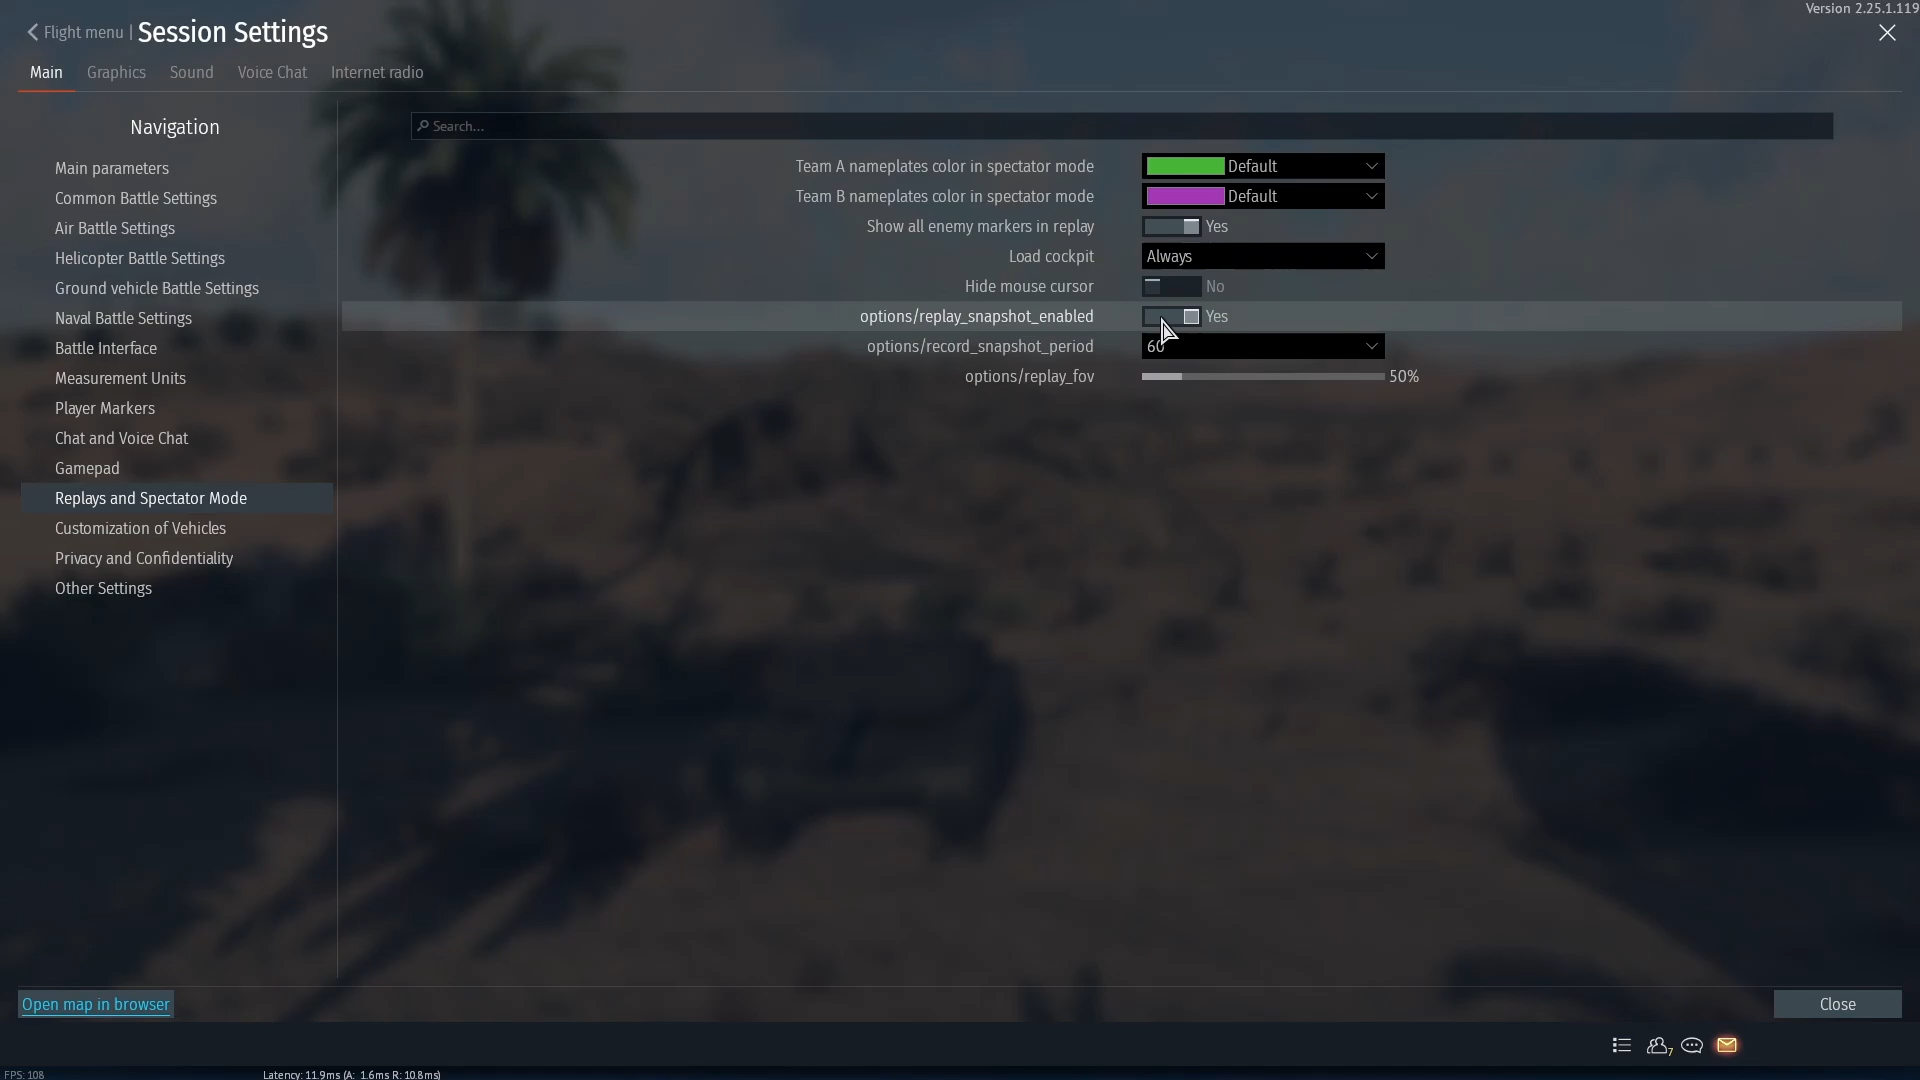 Version 2.25.1.119
Flight menu | Session Settings
Main Graphics Sound Voice Chat Internet radio
Navigation
Main parameters
Common Battle Settings
Air Battle Settings
Helicopter Battle Settings
Ground vehicle Battle Settings
Naval Battle Settings
Battle Interface
Measurement Units
Player Markers
Chat and Voice Chat
Gamepad
Replays and Spectator Mode
Customization of Vehicles
Privacy and Confidentiality
Other Settings
Search...
Team A nameplates color in spectator mode Default
Team B nameplates color in spectator mode Default
Show all enemy markers in replay Yes
Load cockpit Always
Hide mouse cursor No
options/replay_snapshot_enabled Yes
options/record_snapshot_period 60
options/replay_fov 50%
Open map in browser
Close
7
FPS: 108
Latency: 11.9ms (A: 1.6ms R: 10.8ms)